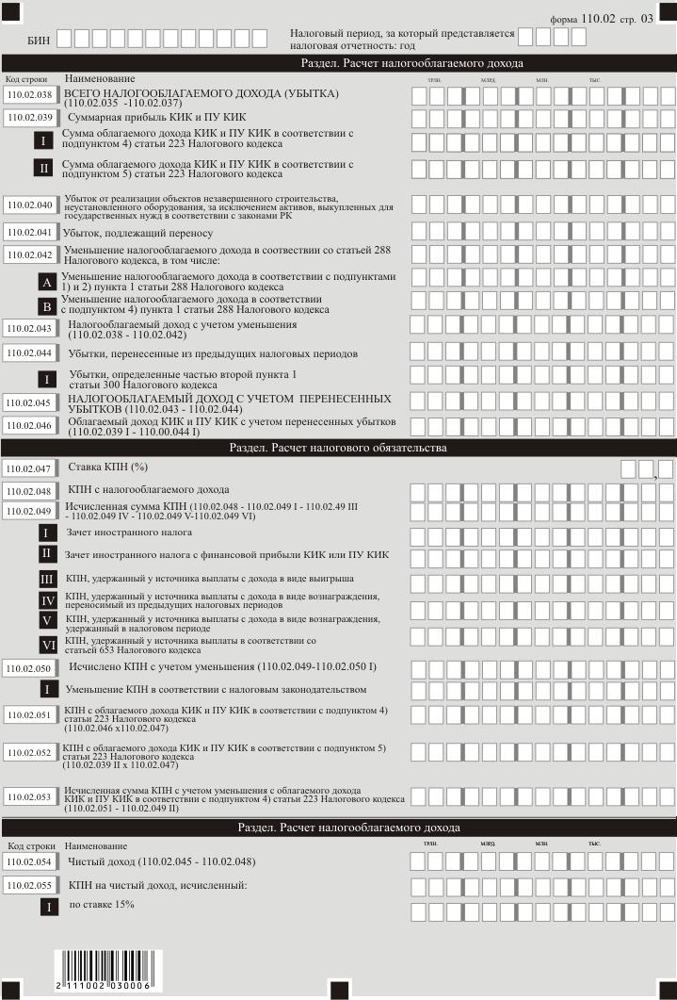 форма 110.02 стр. 03
БИН
Налоговый период, за который представляется
налоговая отчетность: год
Раздел. Расчет налогооблагаемого дохода
Код строки Наименование ТРЛН. МЛРД. МЛН. ТЫС.
110.02.038 ВСЕГО НАЛОГООБЛАГАЕМОГО ДОХОДА (УБЫТКА)
(110.02.035 -110.02.037)
110.02.039 Суммарная прибыль КИК и ПУ КИК
I Сумма облагаемого дохода КИК и ПУ КИК в соответствии с
подпунктом 4) статьи 223 Налогового кодекса
II Сумма облагаемого дохода КИК и ПУ КИК в соответствии с
подпунктом 5) статьи 223 Налогового кодекса
110.02.040 Убыток от реализации объектов незавершенного строительства,
неустановленного оборудования, за исключением активов, выкупленных для
государственных нужд в соответствии с законами РК
110.02.041 Убыток, подлежащий переносу
110.02.042 Уменьшение налогооблагаемого дохода в соотвествии со статьей 288
Налогового кодекса, в том числе:
A Уменьшение налогооблагаемого дохода в соответствии с подпунктами
1) и 2) пункта 1 статьи 288 Налогового кодекса
B Уменьшение налогооблагаемого дохода в соответствии
с подпунктом 4) пункта 1 статьи 288 Налогового кодекса
110.02.043 Налогооблагаемый доход с учетом уменьшения
(110.02.038 - 110.02.042)
110.02.044 Убытки, перенесенные из предыдущих налоговых периодов
I Убытки, определенные частью второй пункта 1
статьи 300 Налогового кодекса
110.02.045 НАЛОГООБЛАГАЕМЫЙ ДОХОД С УЧЕТОМ ПЕРЕНЕСЕННЫХ
УБЫТКОВ (110.02.043 - 110.02.044)
110.02.046 Облагаемый доход КИК и ПУ КИК с учетом перенесенных убытков
(110.02.039 I - 110.00.044 I)
Раздел. Расчет налогового обязательства
110.02.047 Ставка КПН (%) ,
110.02.048 КПН с налогооблагаемого дохода
110.02.049 Исчисленная сумма КПН (110.02.048 - 110.02.049 I - 110.02.49 III
- 110.02.049 IV - 110.02.049 V-110.02.049 VI)
I Зачет иностранного налога
II Зачет иностранного налога с финансовой прибыли КИК или ПУ КИК
III КПН, удержанный у источника выплаты с дохода в виде выигрыша
IV КПН, удержанный у источника выплаты с дохода в виде вознаграждения,
переносимый из предыдущих налоговых периодов
V КПН, удержанный у источника выплаты с дохода в виде вознаграждения,
удержанный в налоговом периоде
VI КПН, удержанный у источника выплаты в соответствии со
статьей 653 Налогового кодекса
110.02.050 Исчислено КПН с учетом уменьшения (110.02.049-110.02.050 I)
I Уменьшение КПН в соответствии с налоговым законодательством
110.02.051 КПН с облагаемого дохода КИК и ПУ КИК в соответствии с подпунктом 4)
статьи 223 Налогового кодекса
(110.02.046 х110.02.047)
110.02.052 КПН с облагаемого дохода КИК и ПУ КИК в соответствии с подпунктом 5)
статьи 223 Налогового кодекса
(110.02.039 II х 110.02.047)
110.02.053 Исчисленная сумма КПН с учетом уменьшения с облагаемого дохода
КИК и ПУ КИК в соответствии с подпунктом 4) статьи 223 Налогового кодекса
(110.02.051 - 110.02.049 II)
Раздел. Расчет налогооблагаемого дохода
Код строки Наименование ТРЛН. МЛРД. МЛН. ТЫС.
110.02.054 Чистый доход (110.02.045 - 110.02.048)
110.02.055 КПН на чистый доход, исчисленный:
I по ставке 15%
2 111002 030006